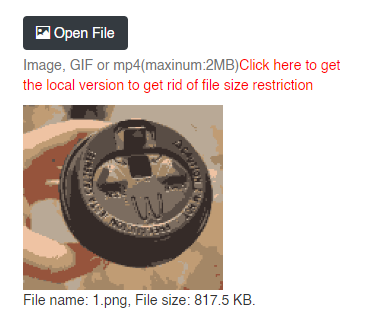 Open File
Image, GIF or mp4(maxinum:2MB)Click here to get
the local version to get rid of file size restriction
CAUTION
File name: 1.png, File size: 817.5 KB.